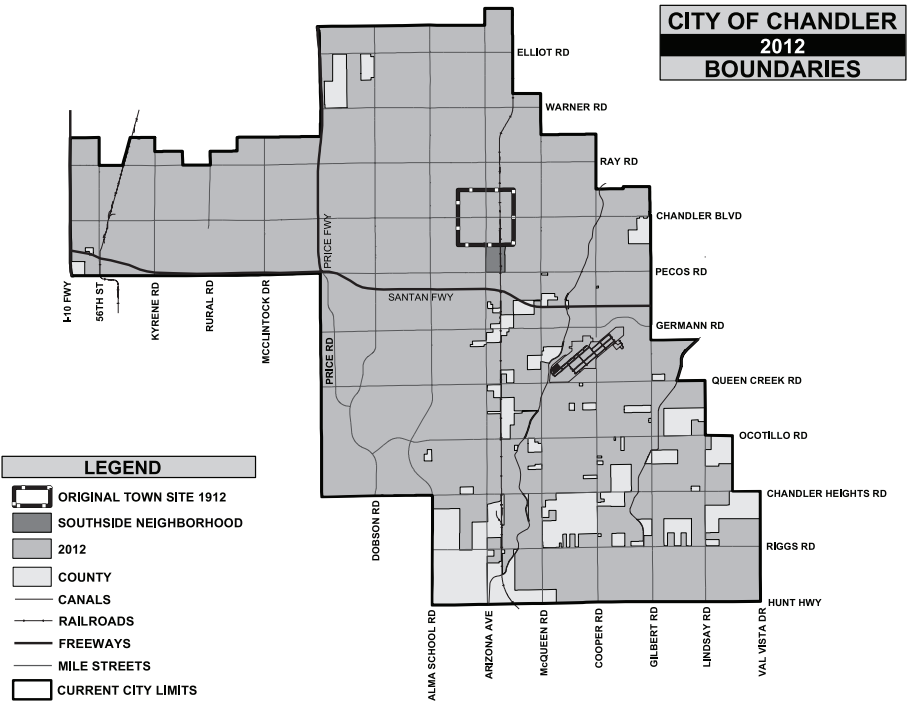 CITY OF CHANDLER
2012
BOUNDARIES
ELLIOT RD
WARNER RD
RAY RD
CHANDLER BLVD
PECOS RD
GERMANN RD
QUEEN CREEK RD
OCOTILLO RD
CHANDLER HEIGHTS RD
RIGGS RD
HUNT HWY
I-10 FWY
56TH ST
KYRENE RD
RURAL RD
MCCLINTOCK DR
PRICE FWY
SANTAN FWY
PRICE RD
DOBSON RD
ALMA SCHOOL RD
ARIZONA AVE
McQUEEN RD
COOPER RD
GILBERT RD
LINDSAY RD
VAL VISTA DR
LEGEND
ORIGINAL TOWN SITE 1912
SOUTHSIDE NEIGHBORHOOD
2012
COUNTY
CANALS
RAILROADS
FREEWAYS
MILE STREETS
CURRENT CITY LIMITS